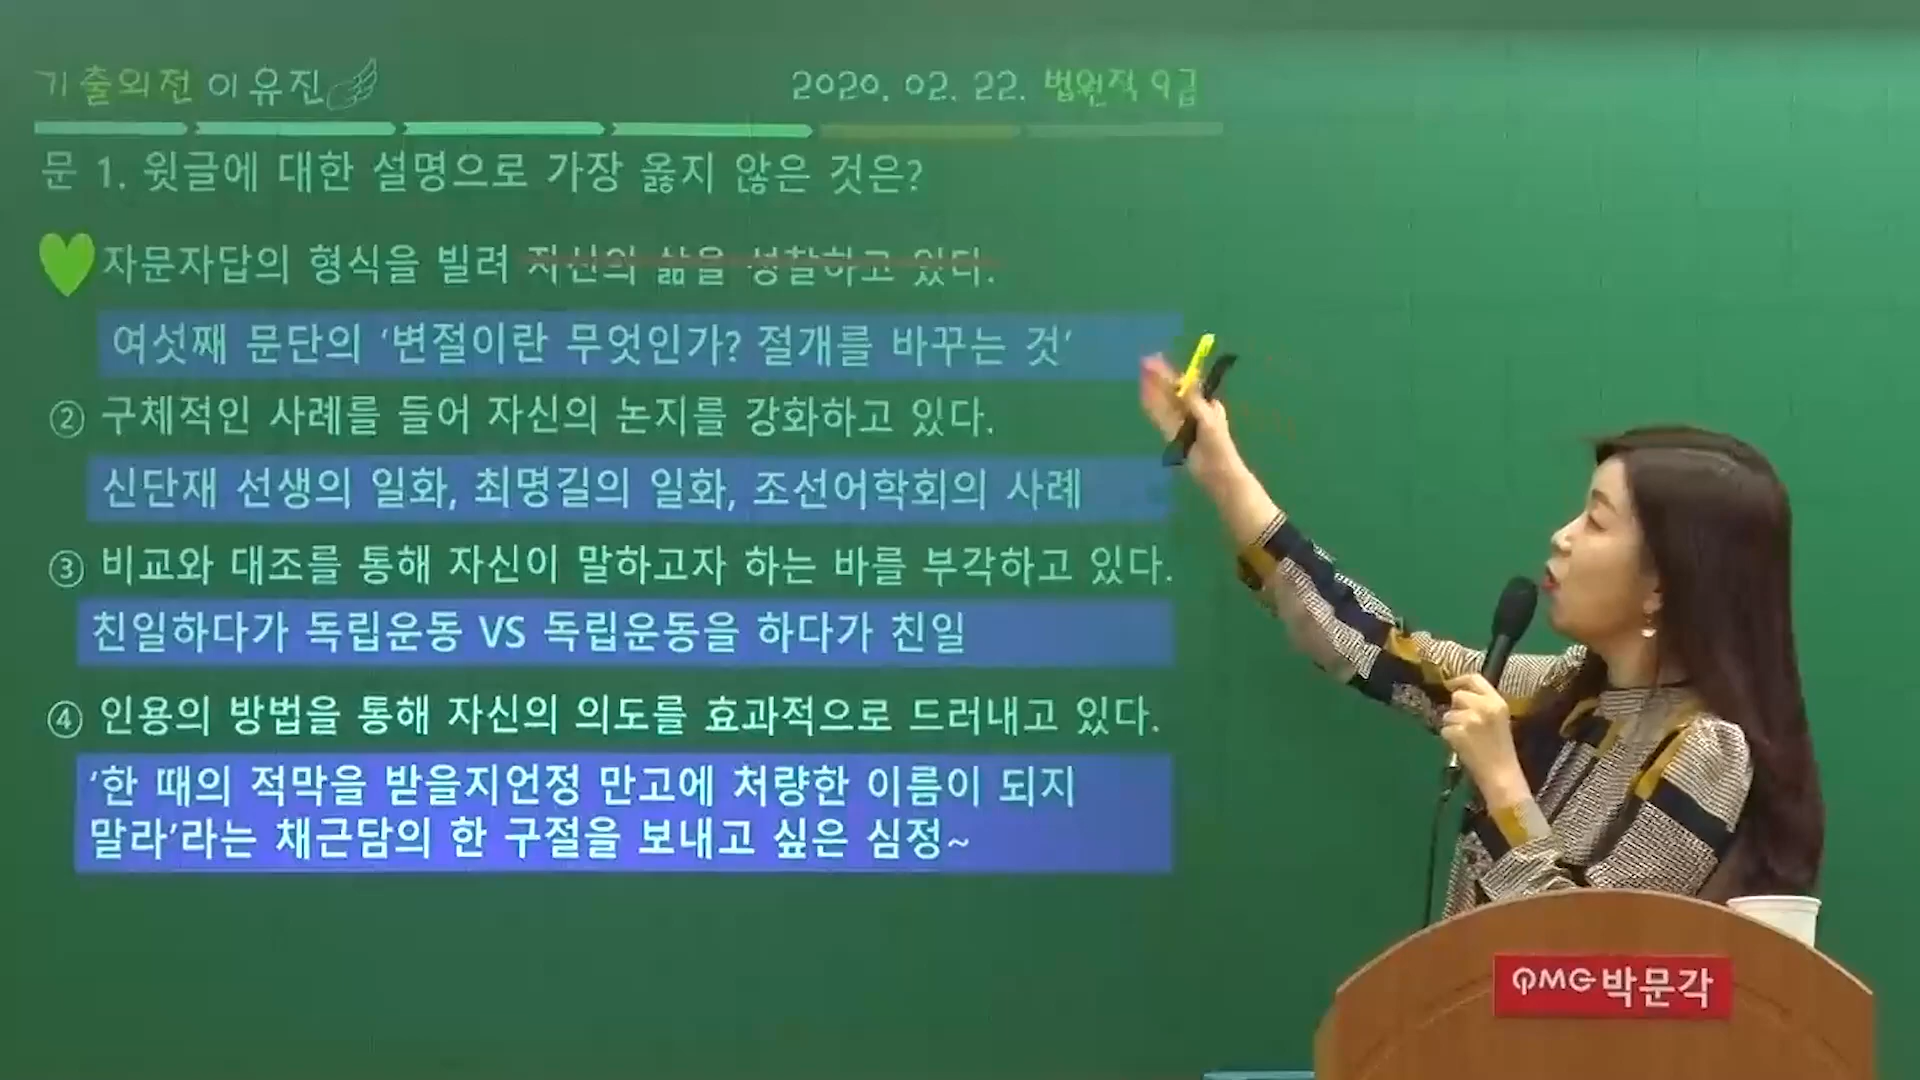 기출외전 이유진
2020. 02. 22. 법원직 9급
문 1. 윗글에 대한 설명으로 가장 옳지 않은 것은?
자문자답의 형식을 빌려 자신의 삶을 성찰하고 있다.
여섯째 문단의 ‘변절이란 무엇인가? 절개를 바꾸는 것’
② 구체적인 사례를 들어 자신의 논지를 강화하고 있다.
신단재 선생의 일화, 최명길의 일화, 조선어학회의 사례
③ 비교와 대조를 통해 자신이 말하고자 하는 바를 부각하고 있다.
친일하다가 독립운동 VS 독립운동을 하다가 친일
④ 인용의 방법을 통해 자신의 의도를 효과적으로 드러내고 있다.
‘한 때의 적막을 받을지언정 만고에 처량한 이름이 되지
말라’라는 채근담의 한 구절을 보내고 싶은 심정~
PMG 박문각